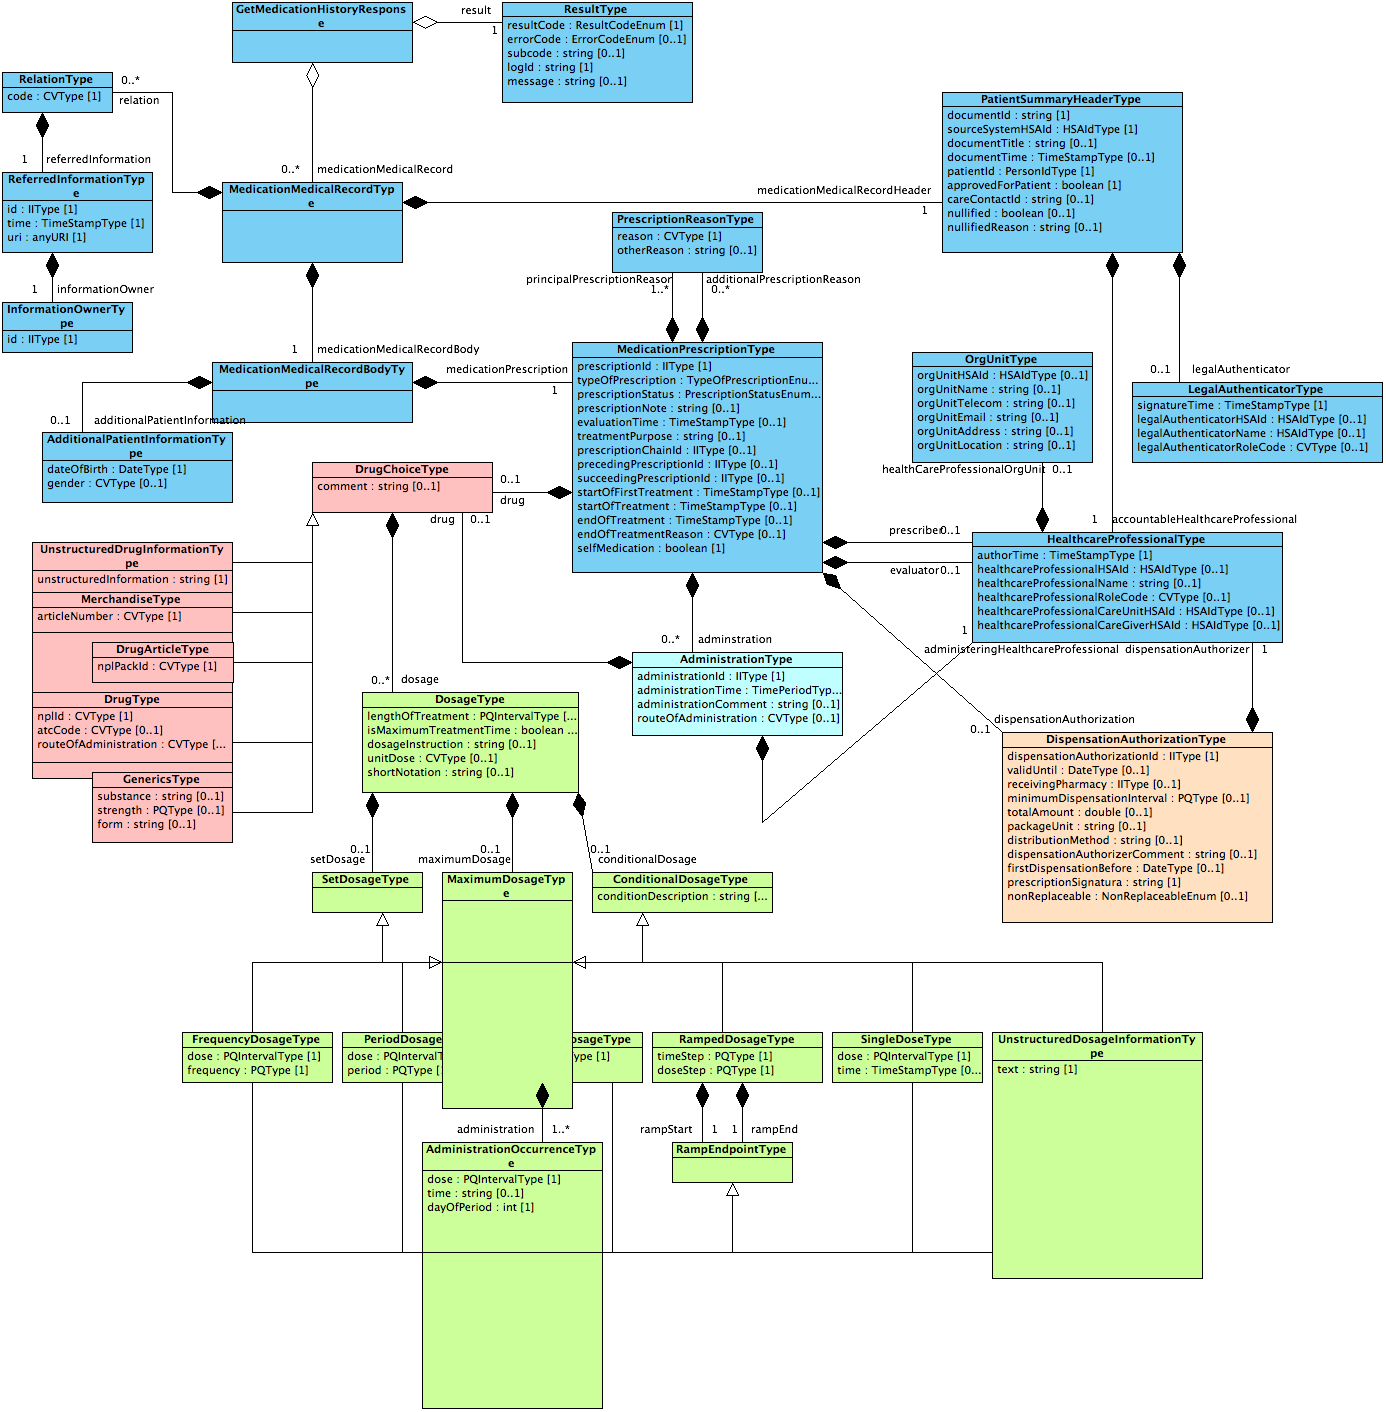 GetMedicationHistoryRespons
e
result
1
ResultType
resultCode : ResultCodeEnum [1]
errorCode : ErrorCodeEnum [0..1]
subcode : string [0..1]
logId : string [1]
message : string [0..1]
RelationType
code : CVType [1]
0..*
relation
1
referredInformation
ReferredInformationTyp
e
id : IIType [1]
time : TimeStampType [1]
uri : anyURI [1]
1
informationOwner
InformationOwnerTy
pe
id : IIType [1]
0..*
medicationMedicalRecord
MedicationMedicalRecordTyp
e
medicationMedicalRecordHeader
1
PatientSummaryHeaderType
documentId : string [1]
sourceSystemHSAId : HSAIdType [1]
documentTitle : string [0..1]
documentTime : TimeStampType [0..1]
patientId : PersonIdType [1]
approvedForPatient : boolean [1]
careContactId : string [0..1]
nullified : boolean [0..1]
nullifiedReason : string [0..1]
PrescriptionReasonType
reason : CVType [1]
otherReason : string [0..1]
principalPrescriptionReason
1..*
additionalPrescriptionReason
0..*
1
medicationMedicalRecordBody
MedicationMedicalRecordBodyTy
pe
medicationPrescription
1
0..1
additionalPatientInformation
AdditionalPatientInformationTy
pe
dateOfBirth : DateType [1]
gender : CVType [0..1]
MedicationPrescriptionType
prescriptionId : IIType [1]
typeOfPrescription : TypeOfPrescriptionEnu...
prescriptionStatus : PrescriptionStatusEnum...
prescriptionNote : string [0..1]
evaluationTime : TimeStampType [0..1]
treatmentPurpose : string [0..1]
prescriptionChainId : IIType [0..1]
precedingPrescriptionId : IIType [0..1]
succeedingPrescriptionId : IIType [0..1]
startOfFirstTreatment : TimeStampType [0..1]
startOfTreatment : TimeStampType [0..1]
endOfTreatment : TimeStampType [0..1]
endOfTreatmentReason : CVType [0..1]
selfMedication : boolean [1]
OrgUnitType
orgUnitHSAId : HSAIdType [0..1]
orgUnitName : string [0..1]
orgUnitTelecom : string [0..1]
orgUnitEmail : string [0..1]
orgUnitAddress : string [0..1]
orgUnitLocation : string [0..1]
healthCareProfessionalOrgUnit
0..1
0..1
legalAuthenticator
LegalAuthenticatorType
signatureTime : TimeStampType [1]
legalAuthenticatorHSAId : HSAIdType [0..1]
legalAuthenticatorName : HSAIdType [0..1]
legalAuthenticatorRoleCode : CVType [0..1]
1
accountableHealthcareProfessional
HealthcareProfessionalType
authorTime : TimeStampType [1]
healthcareProfessionalHSAId : HSAIdType [0..1]
healthcareProfessionalName : string [0..1]
healthcareProfessionalRoleCode : CVType [0..1]
healthcareProfessionalCareUnitHSAId : HSAIdType [0..1]
healthcareProfessionalCareGiverHSAId : HSAIdType [0..1]
prescriber
0..1
evaluator
0..1
1
administeringHealthcareProfessional
dispensationAuthorizer
1
DrugChoiceType
comment : string [0..1]
0..1
drug
drug
0..1
UnstructuredDrugInformationTy
pe
unstructuredInformation : string [1]
MerchandiseType
articleNumber : CVType [1]
DrugArticleType
nplPackId : CVType [1]
DrugType
nplId : CVType [1]
atcCode : CVType [0..1]
routeOfAdministration : CVType [...
GenericsType
substance : string [0..1]
strength : PQType [0..1]
form : string [0..1]
0..*
adminstration
AdministrationType
administrationId : IIType [1]
administrationTime : TimePeriodTyp...
administrationComment : string [0..1]
routeOfAdministration : CVType [0..1]
0..*
dosage
DosageType
lengthOfTreatment : PQIntervalType [...
isMaximumTreatmentTime : boolean ...
dosageInstruction : string [0..1]
unitDose : CVType [0..1]
shortNotation : string [0..1]
dispensationAuthorization
0..1
DispensationAuthorizationType
dispensationAuthorizationId : IIType [1]
validUntil : DateType [0..1]
receivingPharmacy : IIType [0..1]
minimumDispensationInterval : PQType [0..1]
totalAmount : double [0..1]
packageUnit : string [0..1]
distributionMethod : string [0..1]
dispensationAuthorizerComment : string [0..1]
firstDispensationBefore : DateType [0..1]
prescriptionSignatura : string [1]
nonReplaceable : NonReplaceableEnum [0..1]
0..1
setDosage
0..1
maximumDosage
0..1
conditionalDosage
SetDosageType
MaximumDosageTyp
e
ConditionalDosageType
conditionDescription : string [...
FrequencyDosageType
dose : PQIntervalType [1]
frequency : PQType [1]
PeriodDosage
dose : PQIntervalT
period : PQType [
osageType
ype [1]
RampedDosageType
timeStep : PQType [1]
doseStep : PQType [1]
SingleDoseType
dose : PQIntervalType [1]
time : TimeStampType [0...
UnstructuredDosageInformationTy
pe
text : string [1]
administration
1..*
rampStart
1
1
rampEnd
AdministrationOccurrenceTyp
e
dose : PQIntervalType [1]
time : string [0..1]
dayOfPeriod : int [1]
RampEndpointType